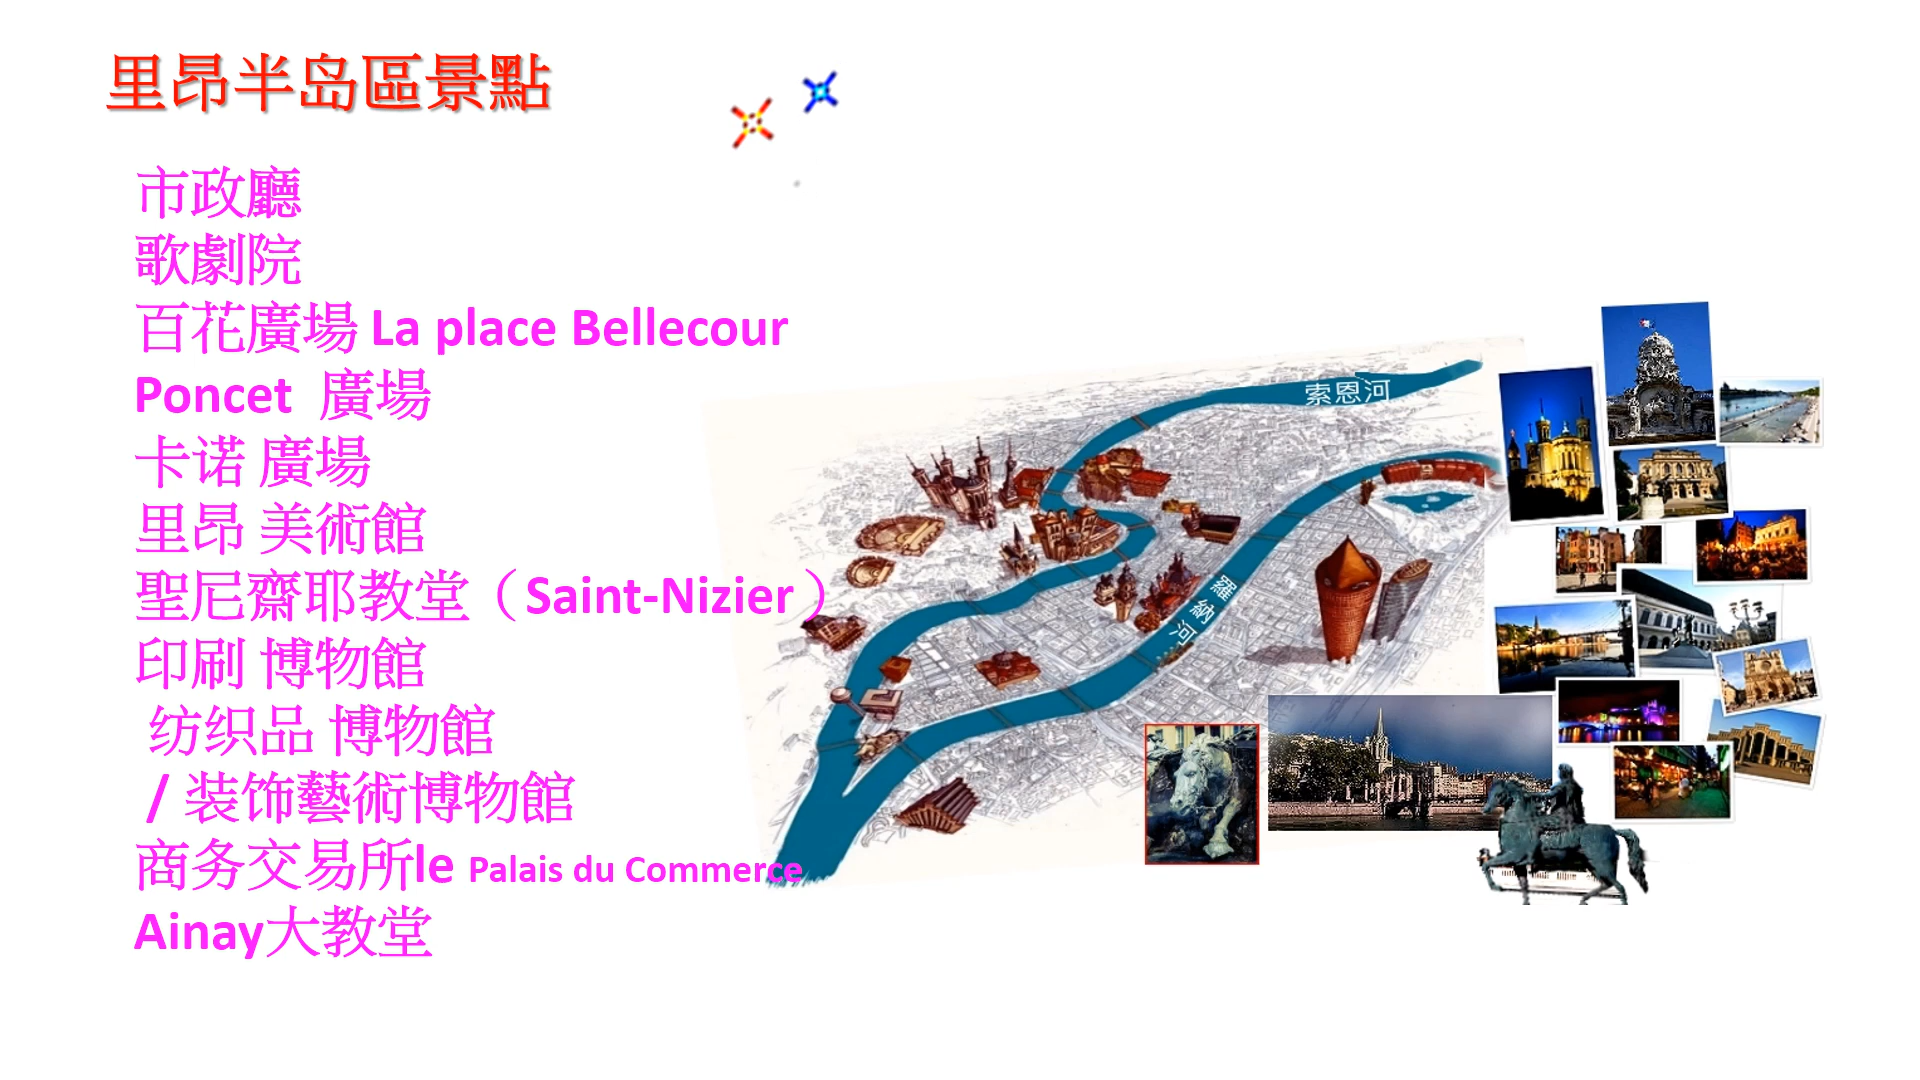 里昂半岛區景點
市政廳
歌劇院
百花廣場 La place Bellecour
Poncet 廣場
卡诺 廣場
里昂 美術館
聖尼齋耶教堂（Saint-Nizier）
印刷 博物館
纺织品 博物館
/ 装饰藝術博物館
商务交易所le Palais du Commerce
Ainay大教堂
索恩河
羅納河